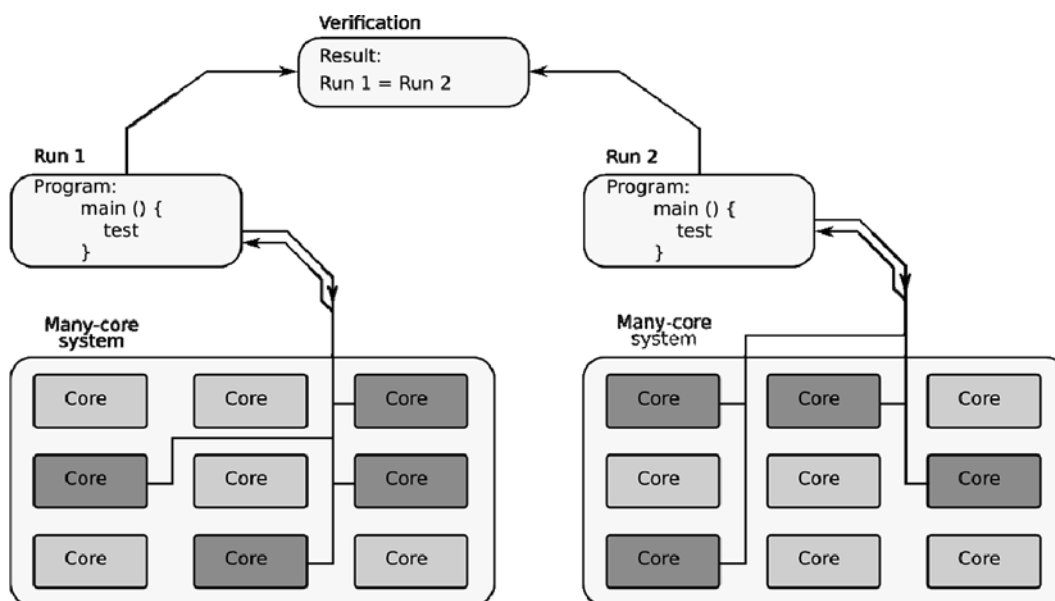 Verification
Result:
Run 1 = Run 2
Run 1
Program:
main () {
test
}
Run 2
Program:
main () {
test
}
Many-core
system
Core Core Core
Core Core Core
Core Core Core
Many-core
system
Core Core Core
Core Core Core
Core Core Core